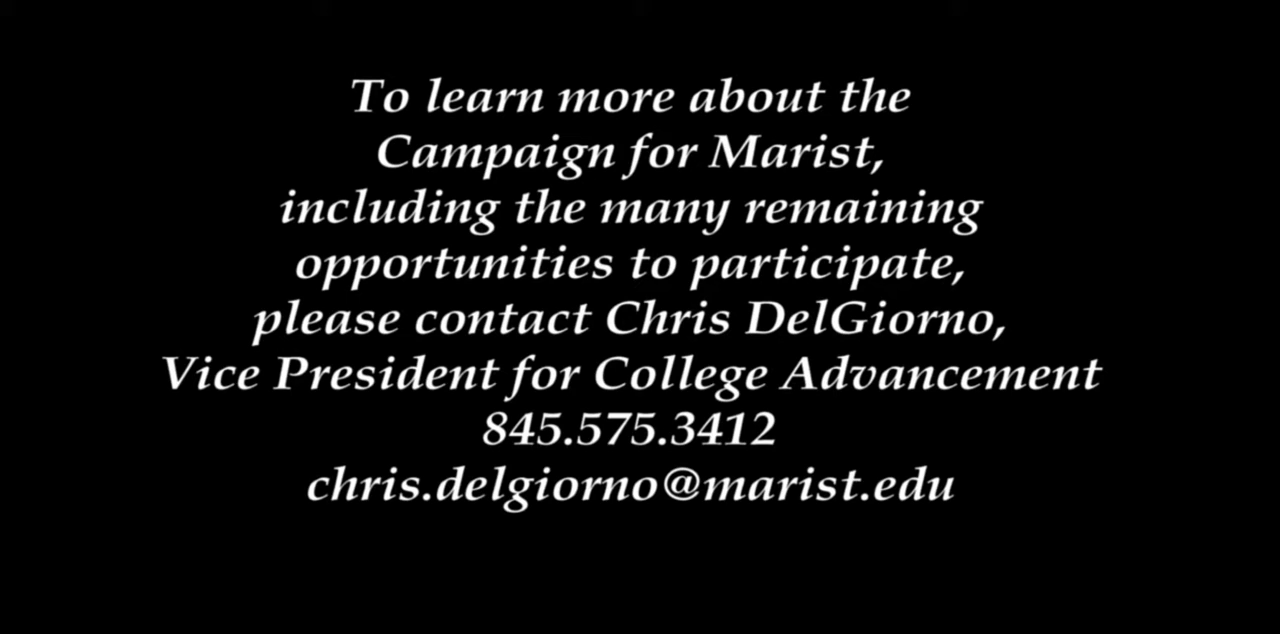 To learn more about the
Campaign for Marist,
including the many remaining
opportunities to participate,
please contact Chris DelGiorno,
Vice President for College Advancement
845.575.3412
chris.delgiorno@marist.edu